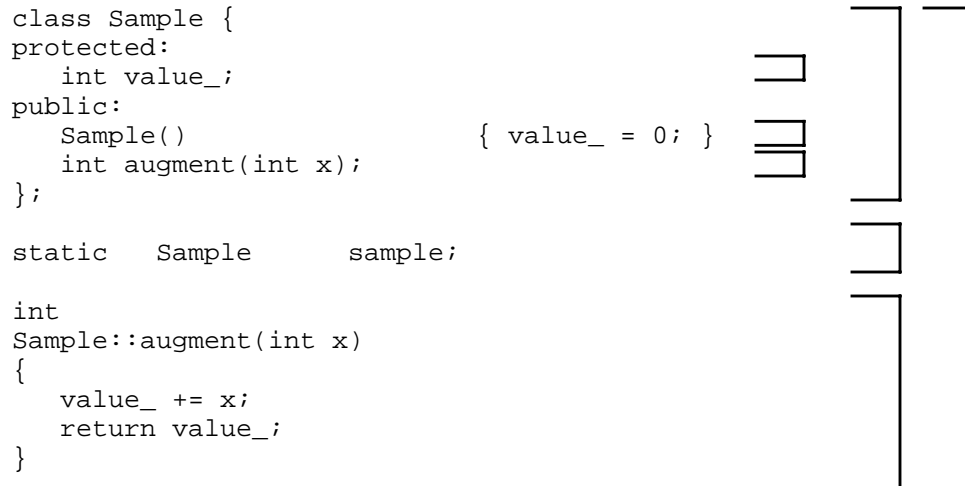 class Sample {
protected:
   int value_;
public:
   Sample()                  { value_ = 0; }
   int augment(int x);
};
static   Sample      sample;
int
Sample::augment(int x)
{
   value_ += x;
   return value_;
}